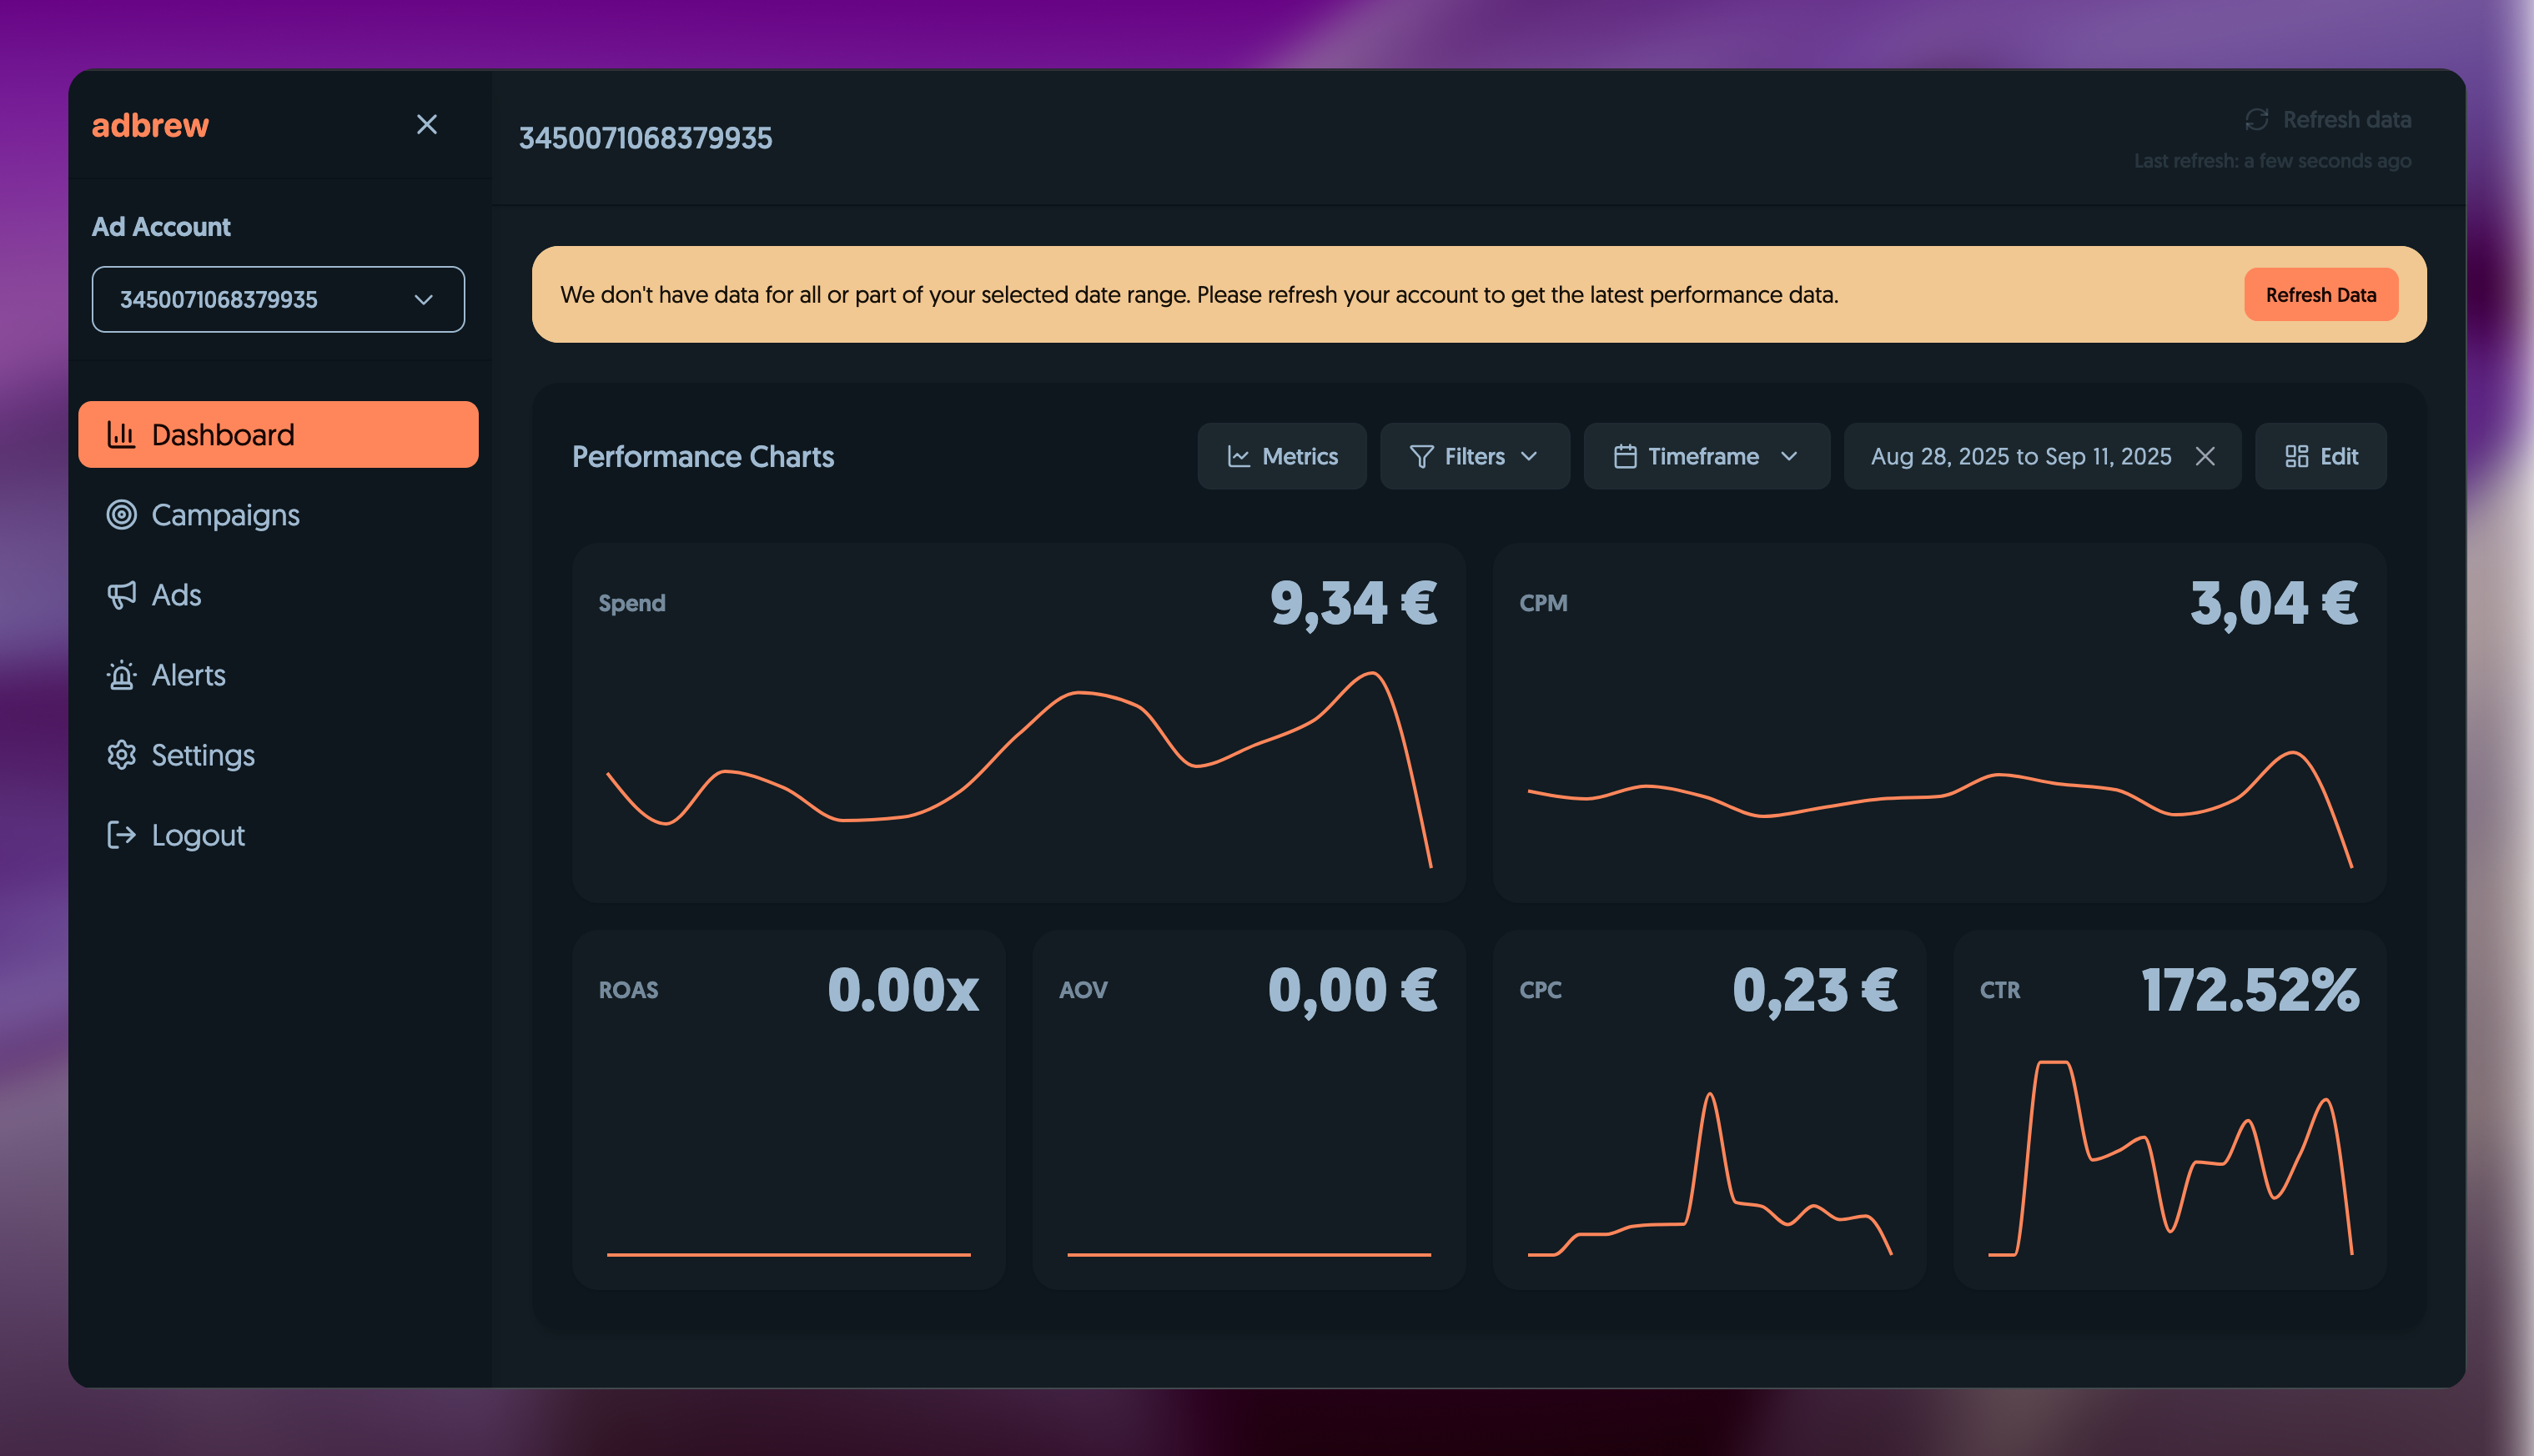 adbrew
Ad Account
3450071068379935
Dashboard
Campaigns
Ads
Alerts
Settings
Logout
3450071068379935
Refresh data
Last refresh: a few seconds ago
We don't have data for all or part of your selected date range. Please refresh your account to get the latest performance data.
Refresh Data
Performance Charts
Metrics
Filters
Timeframe
Aug 28, 2025 to Sep 11, 2025
Edit
Spend
9,34 €
CPM
3,04 €
ROAS
0.00x
AOV
0,00 €
CPC
0,23 €
CTR
172.52%